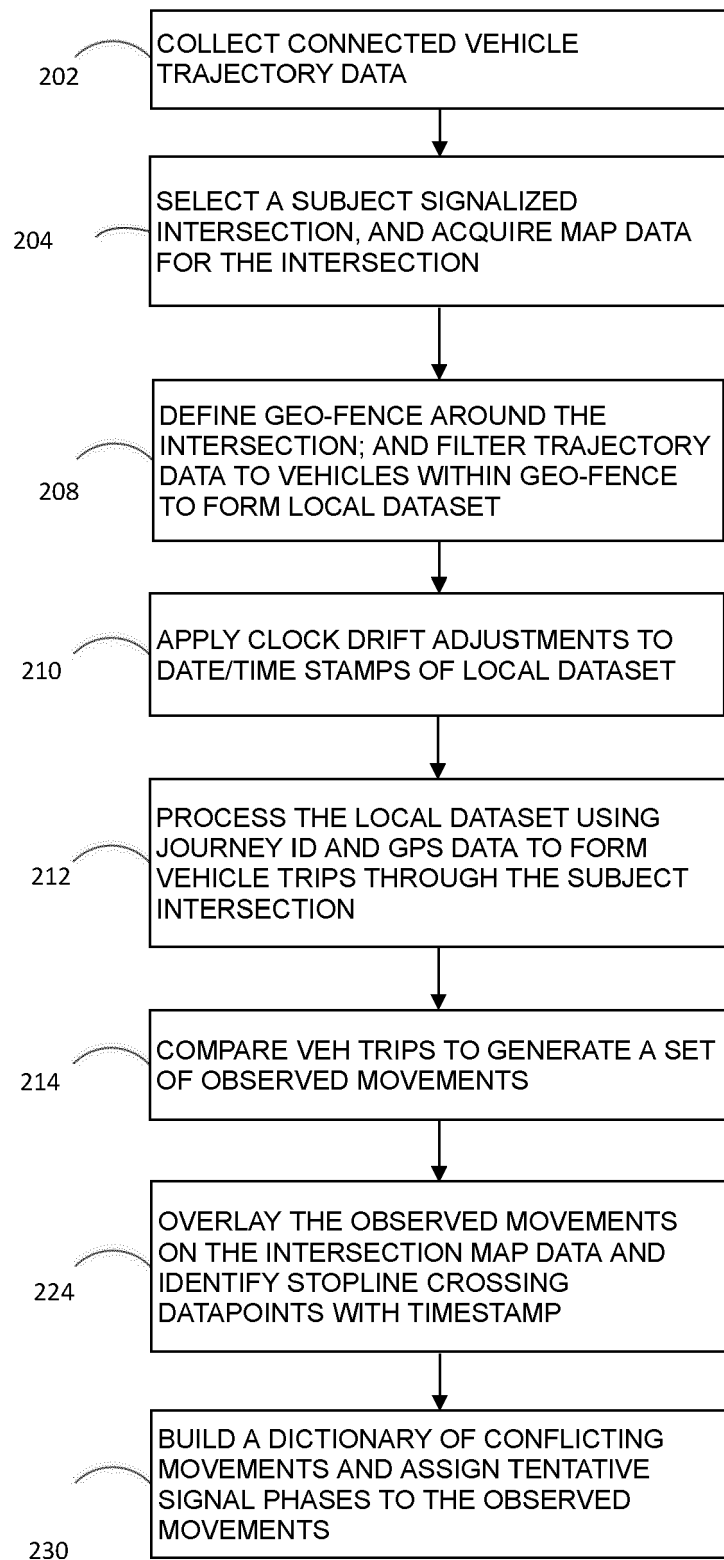 202
COLLECT CONNECTED VEHICLE
TRAJECTORY DATA
204
SELECT A SUBJECT SIGNALIZED
INTERSECTION, AND ACQUIRE MAP DATA
FOR THE INTERSECTION
208
DEFINE GEO-FENCE AROUND THE
INTERSECTION; AND FILTER TRAJECTORY
DATA TO VEHICLES WITHIN GEO-FENCE
TO FORM LOCAL DATASET
210
APPLY CLOCK DRIFT ADJUSTMENTS TO
DATE/TIME STAMPS OF LOCAL DATASET
212
PROCESS THE LOCAL DATASET USING
JOURNEY ID AND GPS DATA TO FORM
VEHICLE TRIPS THROUGH THE SUBJECT
INTERSECTION
214
COMPARE VEH TRIPS TO GENERATE A SET
OF OBSERVED MOVEMENTS
224
OVERLAY THE OBSERVED MOVEMENTS
ON THE INTERSECTION MAP DATA AND
IDENTIFY STOPLINE CROSSING
DATAPOINTS WITH TIMESTAMP
230
BUILD A DICTIONARY OF CONFLICTING
MOVEMENTS AND ASSIGN TENTATIVE
SIGNAL PHASES TO THE OBSERVED
MOVEMENTS